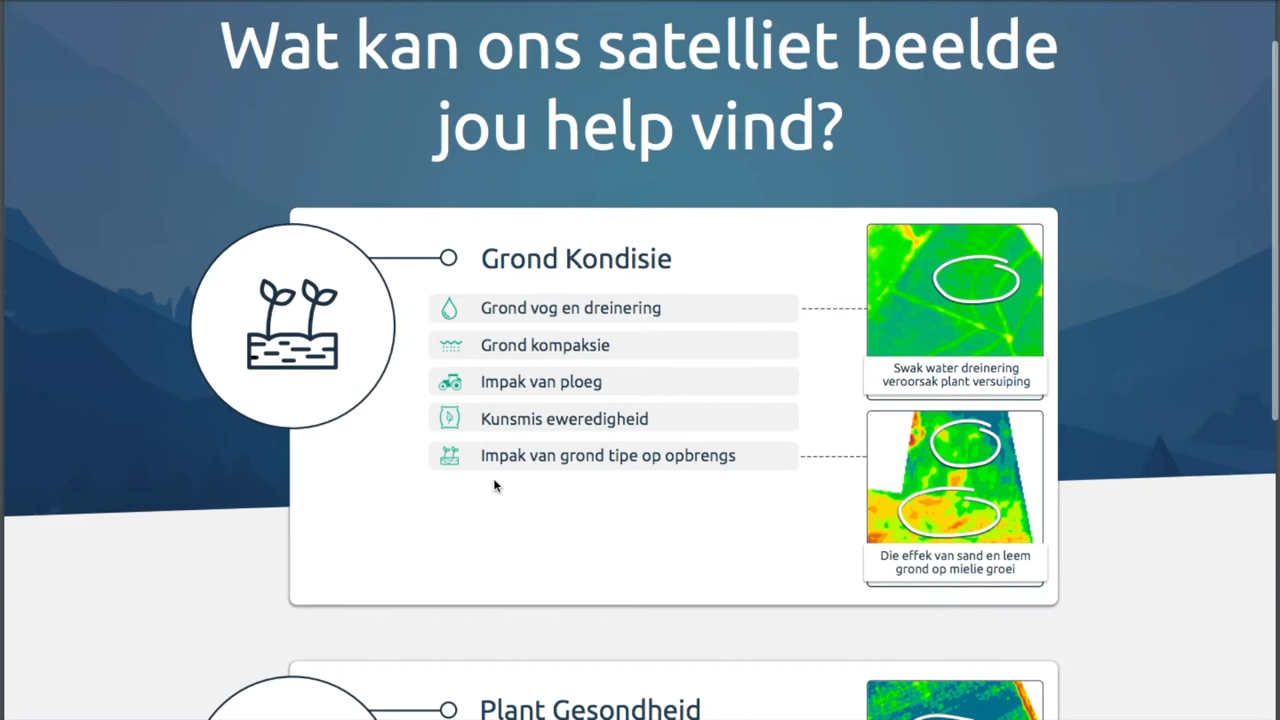 Wat kan ons satelliet beelde
jou help vind?
Grond Kondisie
Grond vog en dreinering
Grond kompaksie
Impak van ploeg
Kunsmis eweredigheid
Impak van grond tipe op opbrengs
Swak water dreinering
veroorsak plant versuiping
Die effek van sand en leem
grond op mielie groei
Plant Gesondheid